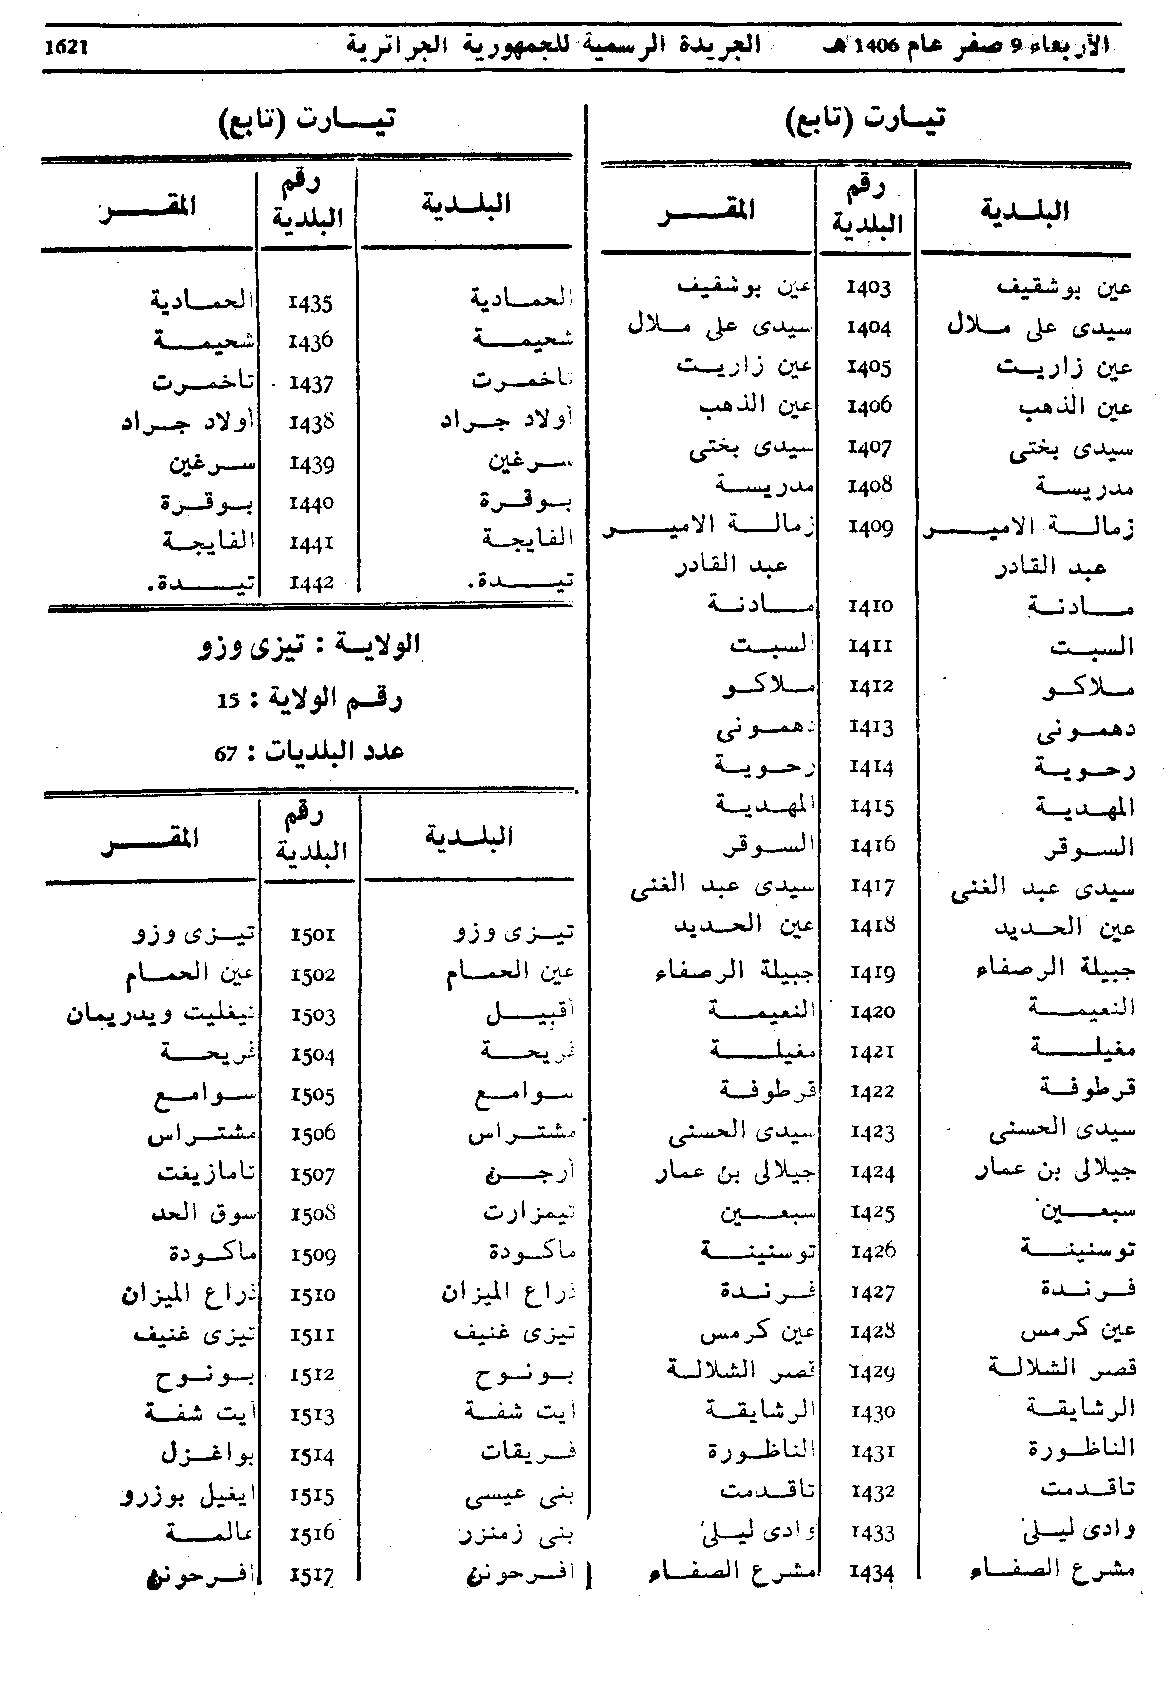 الأربعاء 9 صفر عام 1406 هـ الجريدة الرسمية للجمهورية الجزائرية 1621
تيــارت (تابع)
البلدية رقم البلدية المقر
عين بوشقيف 1403 عين بوشقيف
سيدى على ملال 1404 سيدى على ملال
عين زاريت 1405 عين زاريت
عين الذهب 1406 عين الذهب
سيدى بختى 1407 سيدى بختى
مدريسة 1408 مدريسة
زمالة الامير 1409 زمالة الامير
عبد القادر عبد القادر
مادنة 1410 مادنة
السبت 1411 السبت
ملاكو 1412 ملاكو
دهمونى 1413 دهمونى
رحوية 1414 رحوية
المهدية 1415 المهدية
السوقر 1416 السوقر
سيدى عبد الغنى 1417 سيدى عبد الغنى
عين الحديد 1418 عين الحديد
جبيلة الرصفاء 1419 جبيلة الرصفاء
النعيمة 1420 النعيمة
مغيلة 1421 مغيلة
قرطوفة 1422 قرطوفة
سيدى الحسنى 1423 سيدى الحسنى
جيلالى بن عمار 1424 جيلالى بن عمار
سبعين 1425 سبعين
توسنينة 1426 توسنينة
فرندة 1427 فرندة
عين كرمس 1428 عين كرمس
قصر الشلالة 1429 قصر الشلالة
الرشايقة 1430 الرشايقة
الناظورة 1431 الناظورة
تاقدمت 1432 تاقدمت
وادى ليلى 1433 وادى ليلى
مشرع الصفاء 1434 مشرع الصفاء
تيــارت (تابع)
البلدية رقم البلدية المقر
الحمادية 1435 الحمادية
شحيمة 1436 شحيمة
تاخمرت 1437 تاخمرت
أولاد جراد 1438 أولاد جراد
سرغين 1439 سرغين
بوقرة 1440 بوقرة
الفايجة 1441 الفايجة
تيدة. 1442 تيدة.
الولاية : تيزى وزو
رقم الولاية : 15
عدد البلديات : 67
البلدية رقم البلدية المقر
تيزى وزو 1501 تيزى وزو
عين الحمام 1502 عين الحمام
أقبيل 1503 تيفليت ويدريمان
فريحة 1504 فريحة
سوامع 1505 سوامع
مشتراس 1506 مشتراس
أرجن 1507 تامازيغت
تيمزارت 1508 سوق الحد
ماكودة 1509 ماكودة
ذراع الميزان 1510 ذراع الميزان
تيزى غنيف 1511 تيزى غنيف
بونوح 1512 بونوح
أيت شفة 1513 أيت شفة
فريقات 1514 بواغزل
بنى عيسى 1515 ايغيل بوزرو
بنى زمنزر 1516 عالمة
أفرحونن 1517 أفرحونن